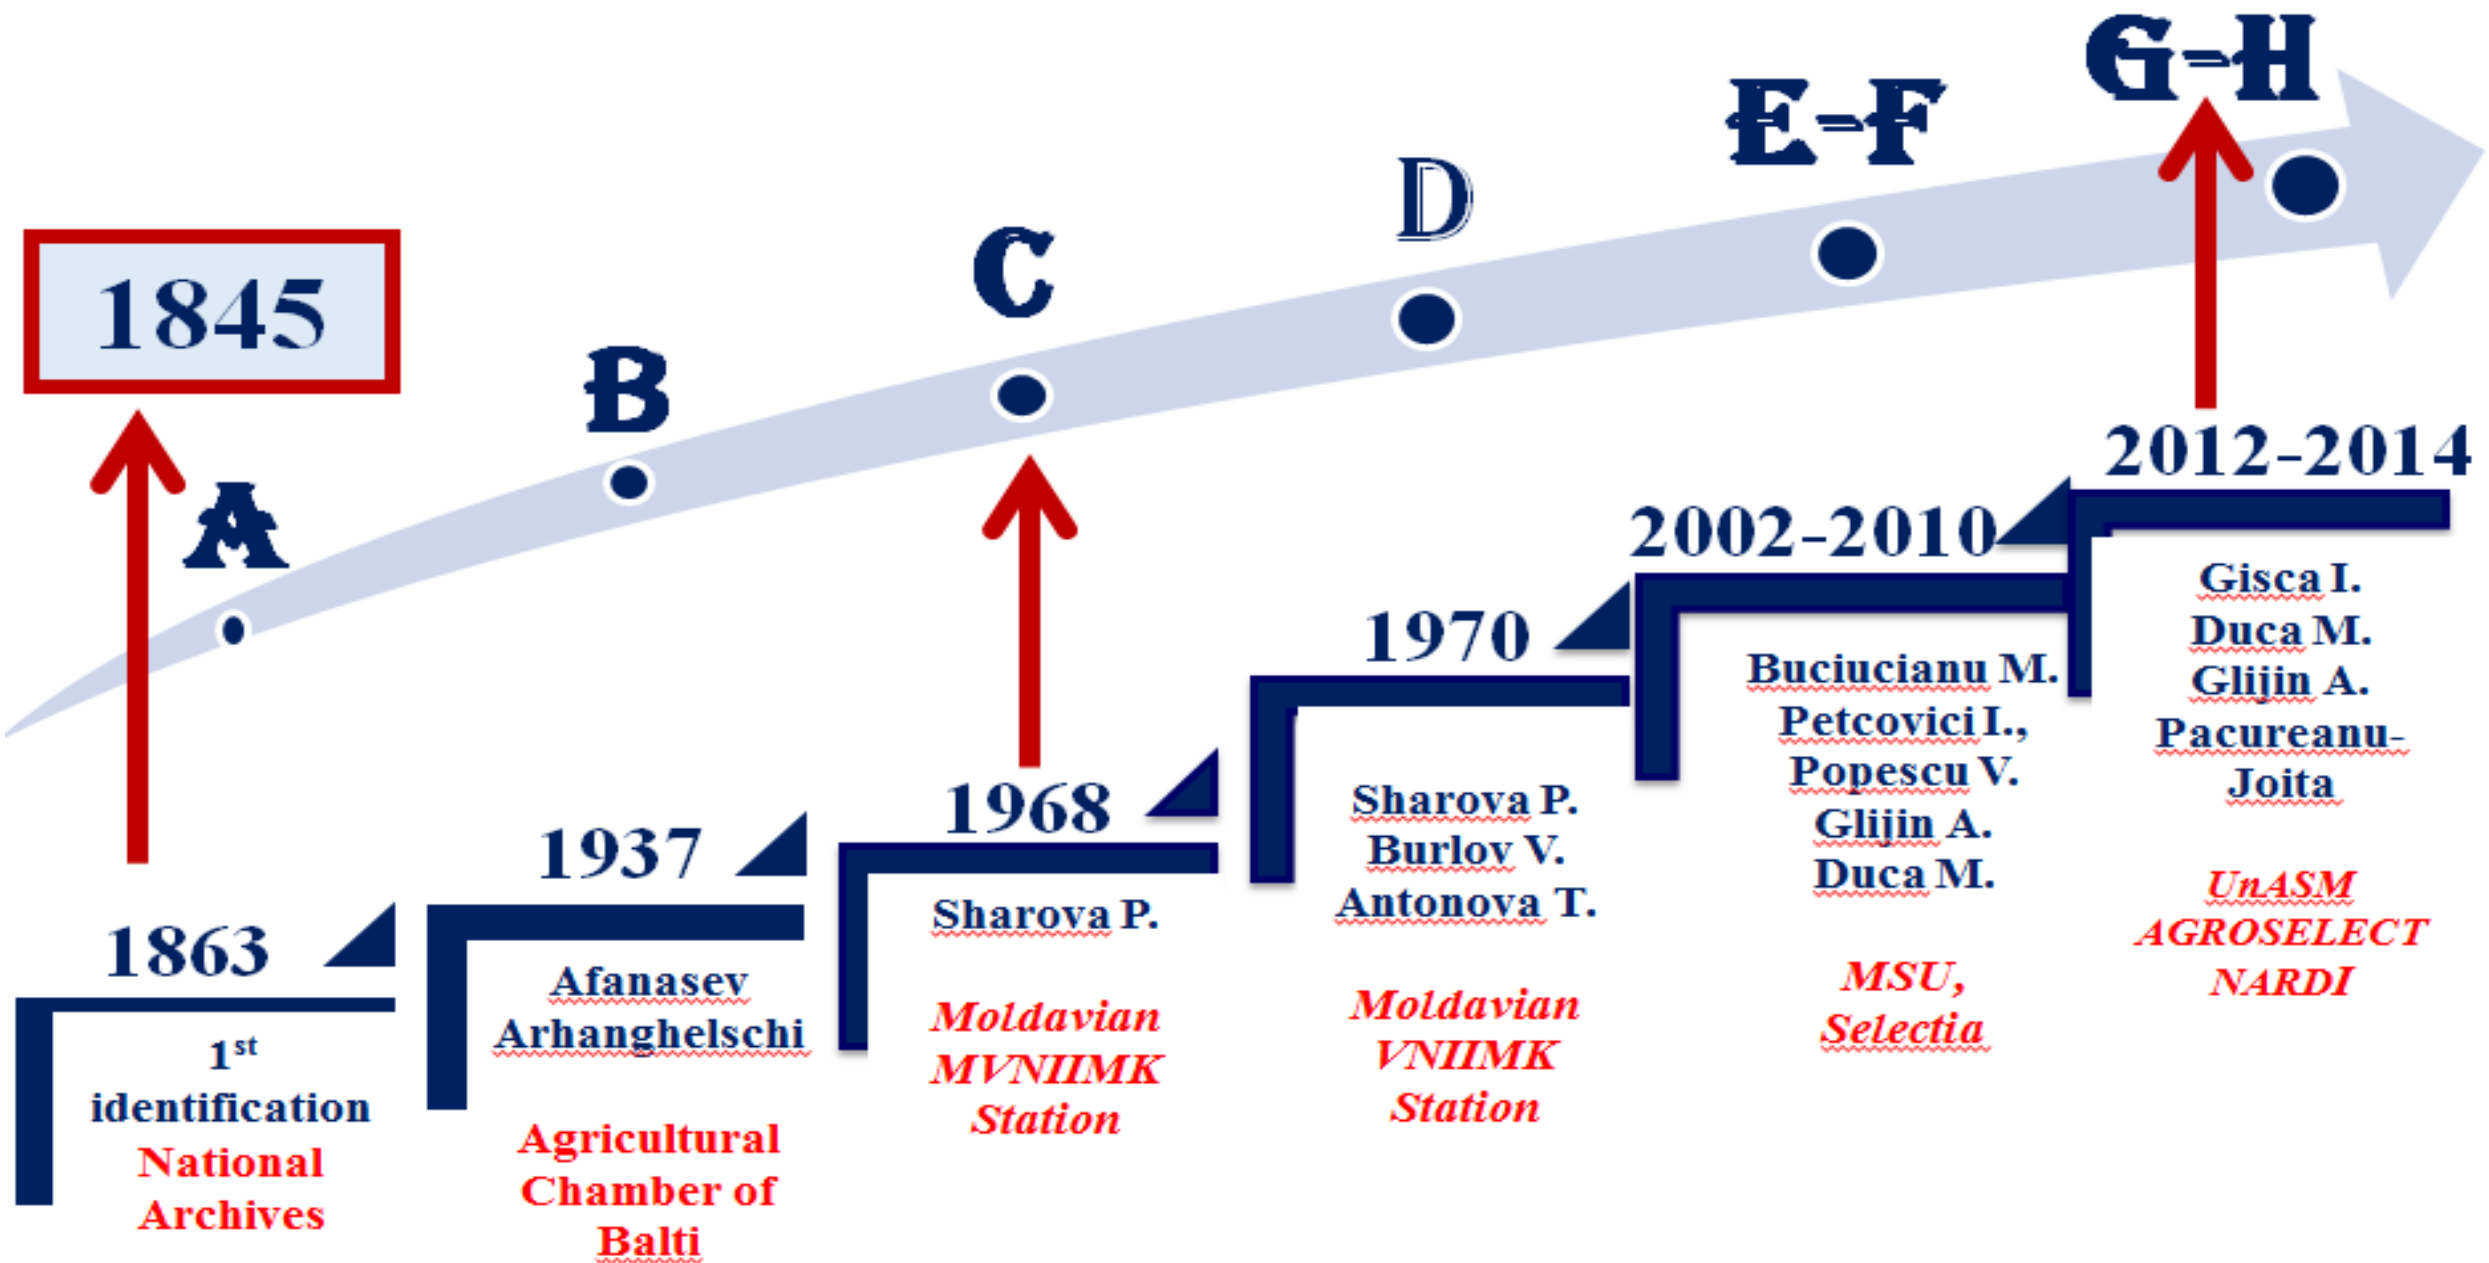 1845
A
B
C
D
E-F
G-H
1863
1st
identification
National
Archives
1937
Afanasev
Arhanghelschi
Agricultural
Chamber of
Balti
1968
Sharova P.
Moldavian
MVNIIMK
Station
1970
Sharova P.
Burlov V.
Antonova T.
Moldavian
VNIIMK
Station
2002-2010
Buciucianu M.
Petcovici I.,
Popescu V.
Glijin A.
Duca M.
MSU,
Selectia
2012-2014
Gisca I.
Duca M.
Glijin A.
Pacureanu-
Joita
UnASM
AGROSELECT
NARDI